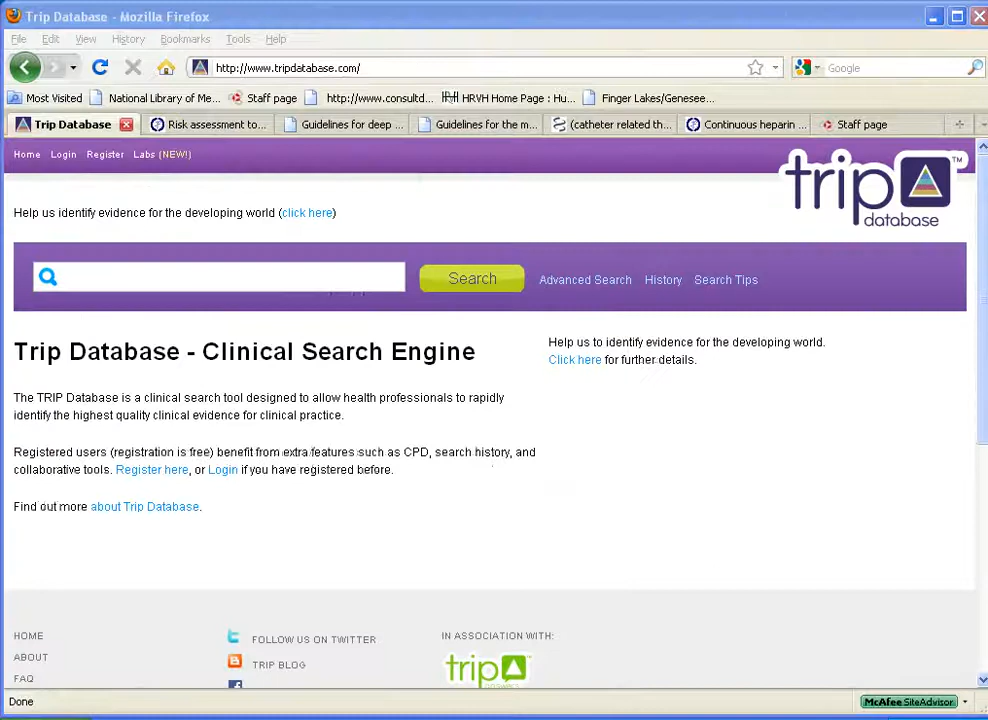 Trip Database - Mozilla Firefox
File Edit View History Bookmarks Tools Help
http://www.tripdatabase.com/
Google
Most Visited National Library of Me... Staff page http://www.consultd... HRVH Home Page : Hu... Finger Lakes/Genesee...
Trip Database Risk assessment to... Guidelines for deep ... Guidelines for the m... (catheter related th... Continuous heparin ... Staff page
Home Login Register Labs (NEW!)
trip database TM
Help us identify evidence for the developing world (click here)
Search Advanced Search History Search Tips
Trip Database - Clinical Search Engine
Help us to identify evidence for the developing world.
Click here for further details.
The TRIP Database is a clinical search tool designed to allow health professionals to rapidly
identify the highest quality clinical evidence for clinical practice.
Registered users (registration is free) benefit from extra features such as CPD, search history, and
collaborative tools. Register here, or Login if you have registered before.
Find out more about Trip Database.
HOME
ABOUT
FAQ
FOLLOW US ON TWITTER
TRIP BLOG
IN ASSOCIATION WITH:
trip
Done
McAfee SiteAdvisor